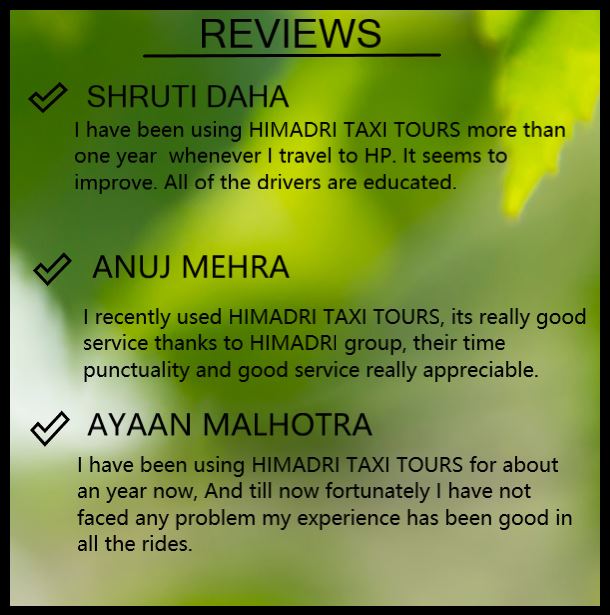 REVIEWS
SHRUTI DAHA
I have been using HIMADRI TAXI TOURS more than
one year whenever I travel to HP. It seems to
improve. All of the drivers are educated.
ANUJ MEHRA
I recently used HIMADRI TAXI TOURS, its really good
service thanks to HIMADRI group, their time
punctuality and good service really appreciable.
AYAAN MALHOTRA
I have been using HIMADRI TAXI TOURS for about
an year now, And till now fortunately I have not
faced any problem my experience has been good in
all the rides.